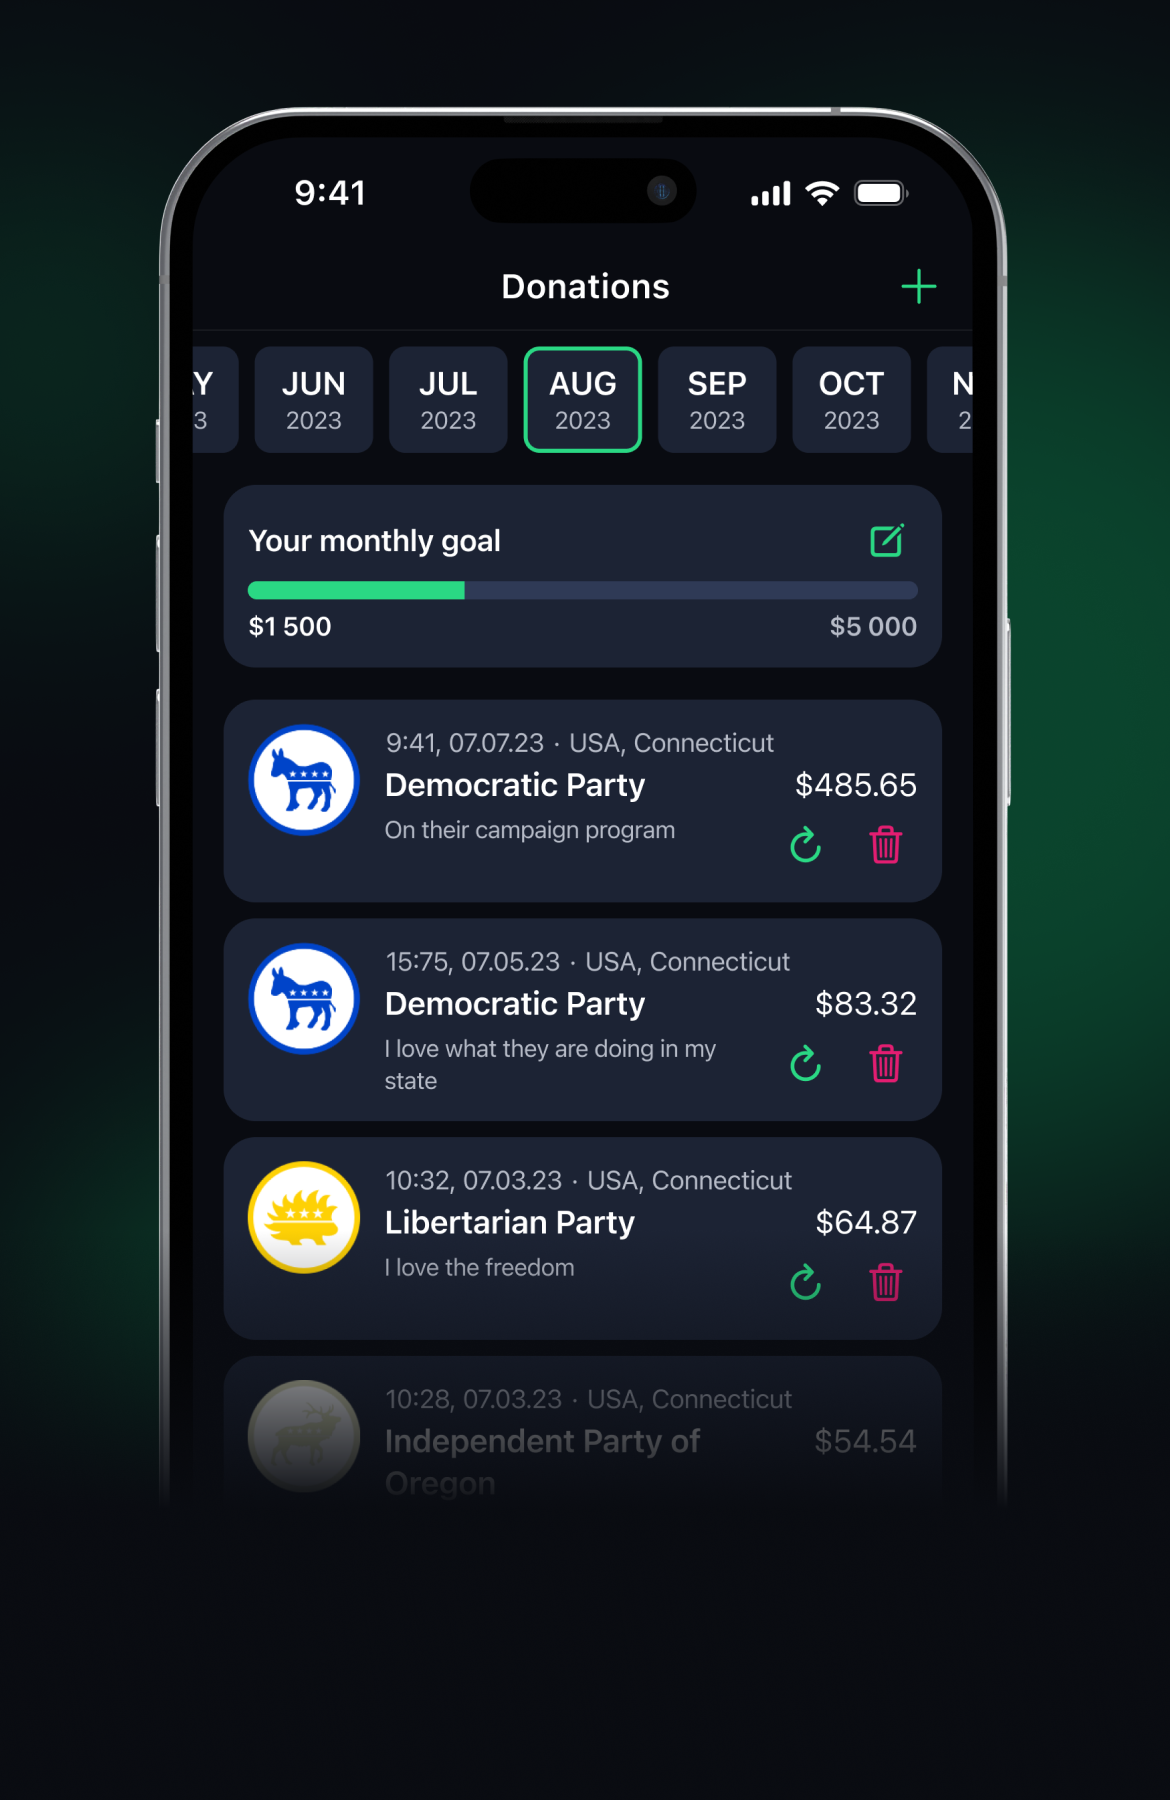 9:41
Donations
AY JUN JUL AUG SEP OCT N
3 2023 2023 2023 2023 2023 2
Your monthly goal
$1 500 $5 000
9:41, 07.07.23 · USA, Connecticut
Democratic Party $485.65
On their campaign program
15:75, 07.05.23 · USA, Connecticut
Democratic Party $83.32
I love what they are doing in my
state
10:32, 07.03.23 · USA, Connecticut
Libertarian Party $64.87
I love the freedom
10:28, 07.03.23 · USA, Connecticut
Independent Party of $54.54
Oregon